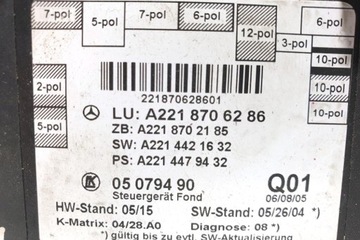 7-pol 5-pol 7-pol 12-pol 3-pol 6-pol
10-pol
2-pol 10-pol
5-pol 10-pol
221870628601
LU: A221 870 62 86
ZB: A221 870 21 85
SW: A221 442 16 32
PS: A221 447 94 32
05 0794 90 Q01
Steuergerät Fond 06/08/05
HW-Stand: 05/15 SW-Stand: 05/26/04 *)
K-Matrix: 04/28.A0 Diagnose: 08 *)
*) gültig bis zu evtl. SW-Aktualisierung